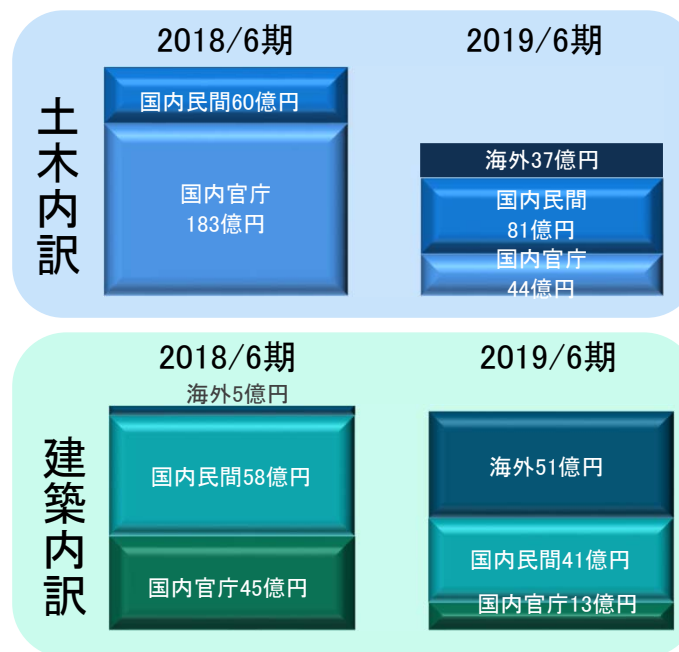 土木内訳
2018/6期
国内民間60億円
国内官庁
183億円
2019/6期
海外37億円
国内民間
81億円
国内官庁
44億円
建築内訳
2018/6期
海外5億円
国内民間58億円
国内官庁45億円
2019/6期
海外51億円
国内民間41億円
国内官庁13億円